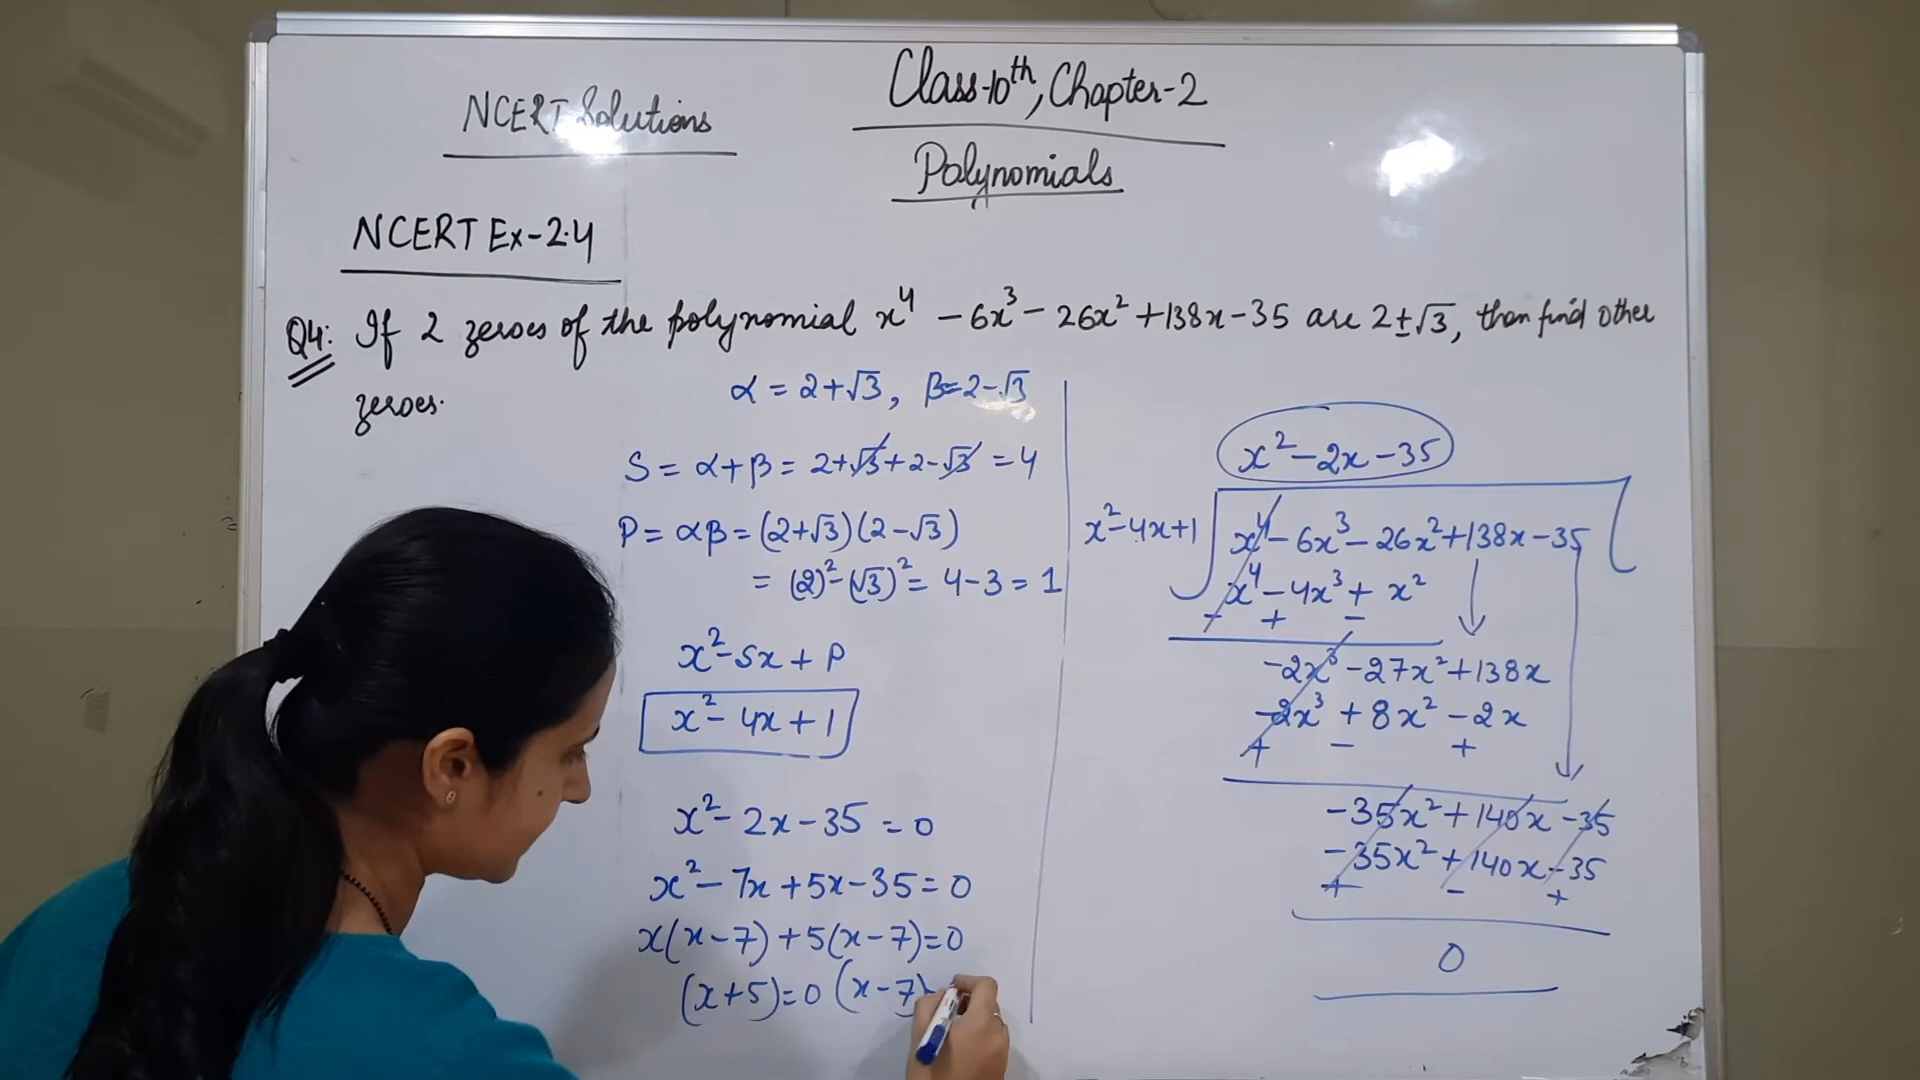 NCERT Solutions
Class-10th, Chapter-2
Polynomials
NCERT Ex-2.4
Q4: If 2 zeroes of the polynomial x⁴ - 6x³ - 26x² + 138x - 35 are 2±√3, then find other
zeroes.
α = 2+√3, β = 2-√3
S = α+β = 2+√3+2-√3 = 4
P = αβ = (2+√3)(2-√3)
= (2)² - (√3)² = 4-3 = 1
x² - Sx + P
x² - 4x + 1
x² - 2x - 35 = 0
x² - 7x + 5x - 35 = 0
x(x-7) + 5(x-7) = 0
(x+5)=0 (x-7)
x² - 2x - 35
x² - 4x + 1 x⁴ - 6x³ - 26x² + 138x - 35
x⁴ - 4x³ + x²
- + -
-2x³ - 27x² + 138x
-2x³ + 8x² - 2x
+ - +
-35x² + 140x - 35
-35x² + 140x - 35
+ - +
0